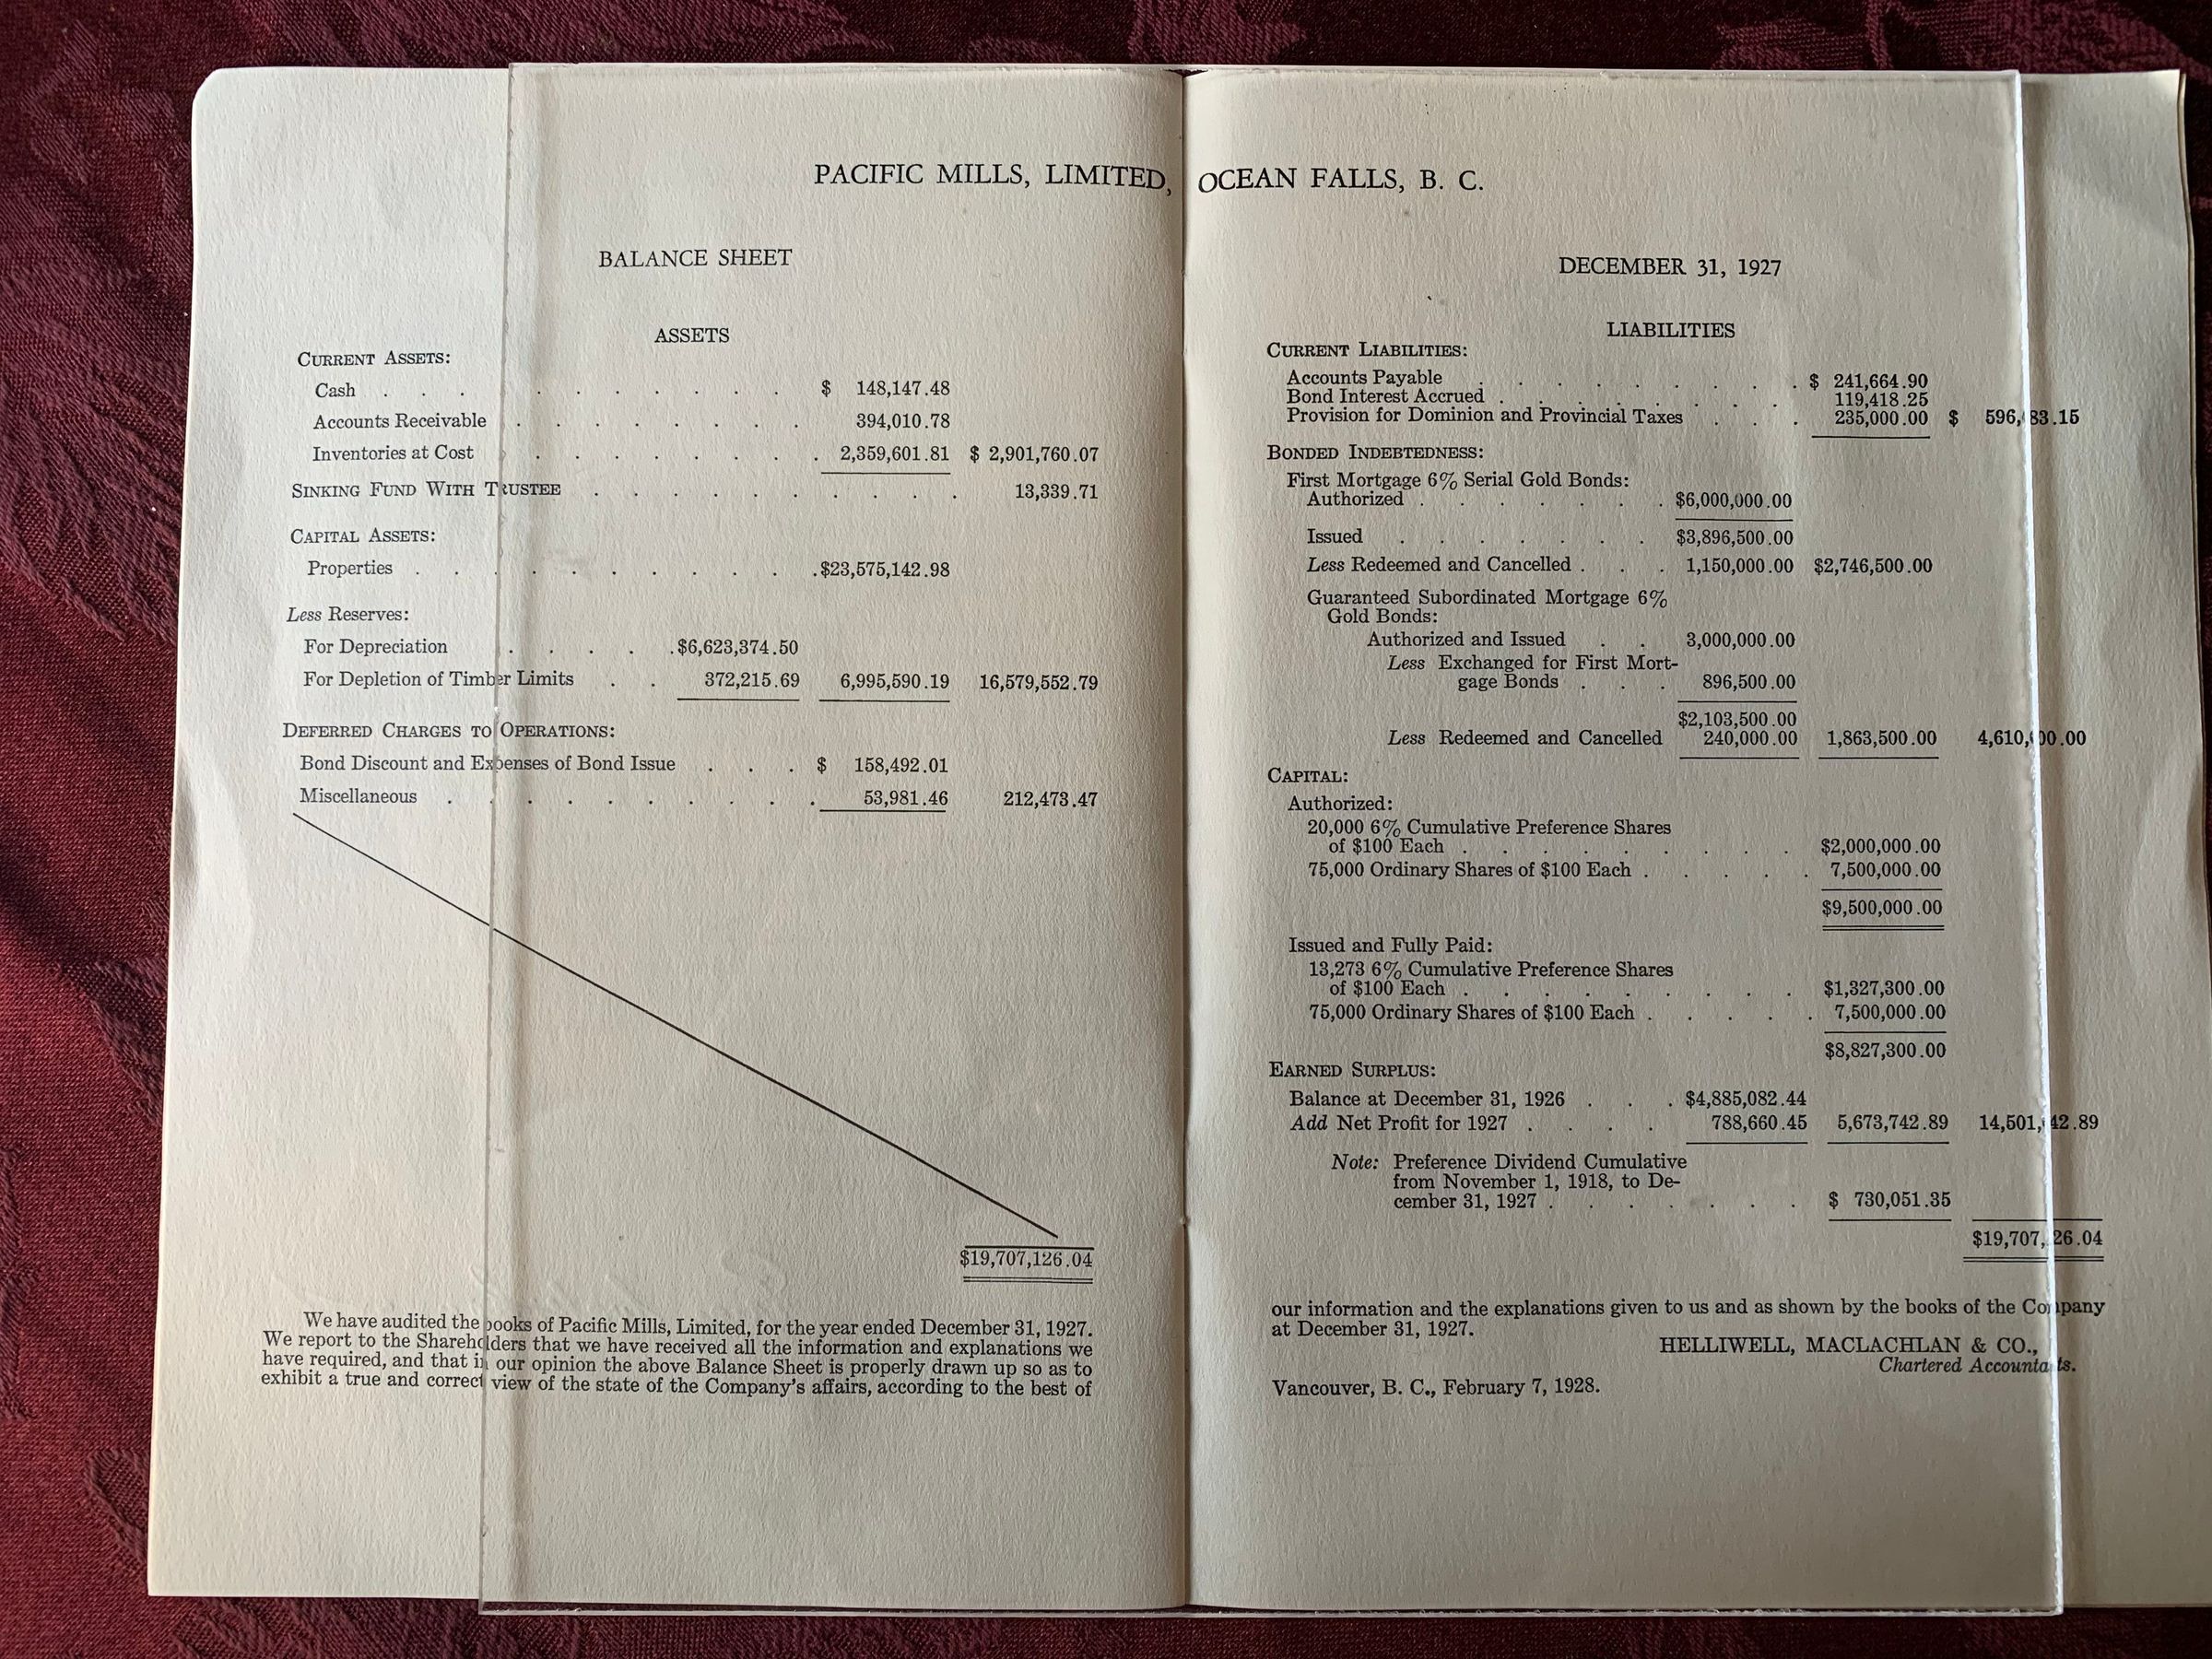 PACIFIC MILLS, LIMITED, OCEAN FALLS, B. C.
BALANCE SHEET
ASSETS
CURRENT ASSETS:
Cash . . . . . . . . . . $ 148,147.48
Accounts Receivable . . . . . . . . 394,010.78
Inventories at Cost . . . . . . . . 2,359,601.81 $ 2,901,760.07
SINKING FUND WITH TRUSTEE . . . . . . . . . . 13,339.71
CAPITAL ASSETS:
Properties . . . . . . . . . . . $23,575,142.98
Less Reserves:
For Depreciation . . . . . $6,623,374.50
For Depletion of Timber Limits . . 372,215.69 6,995,590.19 16,579,552.79
DEFERRED CHARGES TO OPERATIONS:
Bond Discount and Expenses of Bond Issue . . . $ 158,492.01
Miscellaneous . . . . . . . . . . 53,981.46 212,473.47
$19,707,126.04
We have audited the books of Pacific Mills, Limited, for the year ended December 31, 1927.
We report to the Shareholders that we have received all the information and explanations we
have required, and that in our opinion the above Balance Sheet is properly drawn up so as to
exhibit a true and correct view of the state of the Company's affairs, according to the best of
DECEMBER 31, 1927
LIABILITIES
CURRENT LIABILITIES:
Accounts Payable . . . . . . . . . $ 241,664.90
Bond Interest Accrued . . . . . . . . 119,418.25
Provision for Dominion and Provincial Taxes . . . 235,000.00 $ 596,083.15
BONDED INDEBTEDNESS:
First Mortgage 6% Serial Gold Bonds:
Authorized . . . . . . . $6,000,000.00
Issued . . . . . . . $3,896,500.00
Less Redeemed and Cancelled . . . 1,150,000.00 $2,746,500.00
Guaranteed Subordinated Mortgage 6%
Gold Bonds:
Authorized and Issued . . 3,000,000.00
Less Exchanged for First Mort-
gage Bonds . . . 896,500.00
$2,103,500.00
Less Redeemed and Cancelled 240,000.00 1,863,500.00 4,610,000.00
CAPITAL:
Authorized:
20,000 6% Cumulative Preference Shares
of $100 Each . . . . . . . . . $2,000,000.00
75,000 Ordinary Shares of $100 Each . . . . . 7,500,000.00
$9,500,000.00
Issued and Fully Paid:
13,273 6% Cumulative Preference Shares
of $100 Each . . . . . . . . . $1,327,300.00
75,000 Ordinary Shares of $100 Each . . . . . 7,500,000.00
$8,827,300.00
EARNED SURPLUS:
Balance at December 31, 1926 . . . $4,885,082.44
Add Net Profit for 1927 . . . . 788,660.45 5,673,742.89 14,501,042.89
Note: Preference Dividend Cumulative
from November 1, 1918, to De-
cember 31, 1927 . . . . . . . $ 730,051.35
$19,707,126.04
our information and the explanations given to us and as shown by the books of the Company
at December 31, 1927.
HELLIWELL, MACLACHLAN & CO.,
Chartered Accountants.
Vancouver, B. C., February 7, 1928.